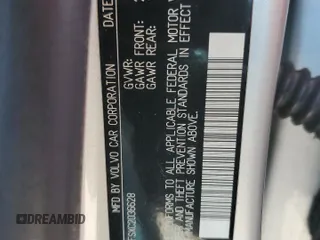 MFD BY VOLVO CAR CORPORATION
DATE
GVWR:
GAWR FRONT: 2
GAWR REAR:
FORMS TO ALL APPLICABLE FEDERAL MOTOR
AND THEFT PREVENTION STANDARDS IN EFFECT
MANUFACTURE SHOWN ABOVE.
DREAMBID